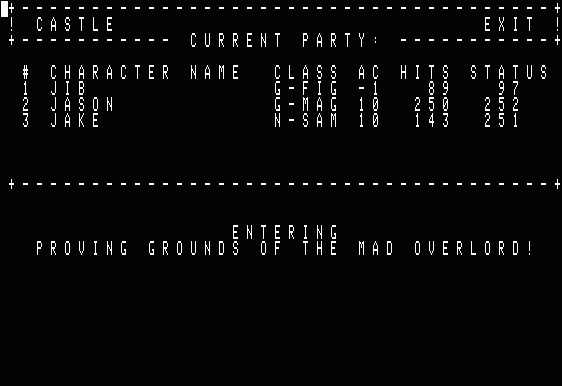 ! CASTLE EXIT !
CURRENT PARTY:
# CHARACTER NAME CLASS AC HITS STATUS
1 JIB G-FIG -1 89 97
2 JASON G-MAG 10 250 252
3 JAKE N-SAM 10 143 251
ENTERING
PROVING GROUNDS OF THE MAD OVERLORD!